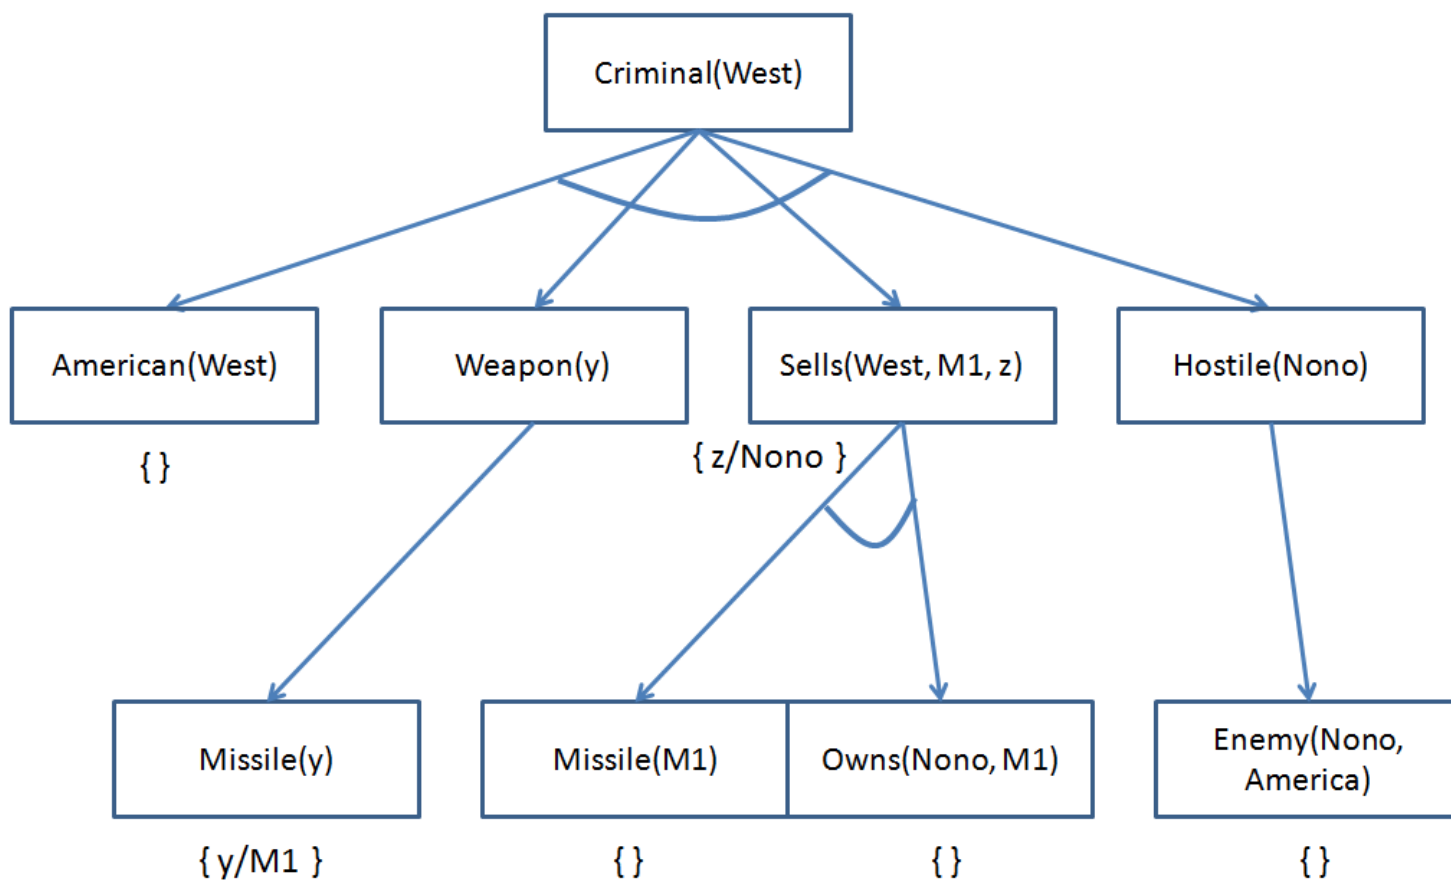 Criminal(West)
American(West)
Weapon(y)
Sells(West, M1, z)
Hostile(Nono)
{ }
{ z/Nono }
Missile(y)
Missile(M1)
Owns(Nono, M1)
Enemy(Nono,
America)
{ y/M1 }
{ }
{ }
{ }